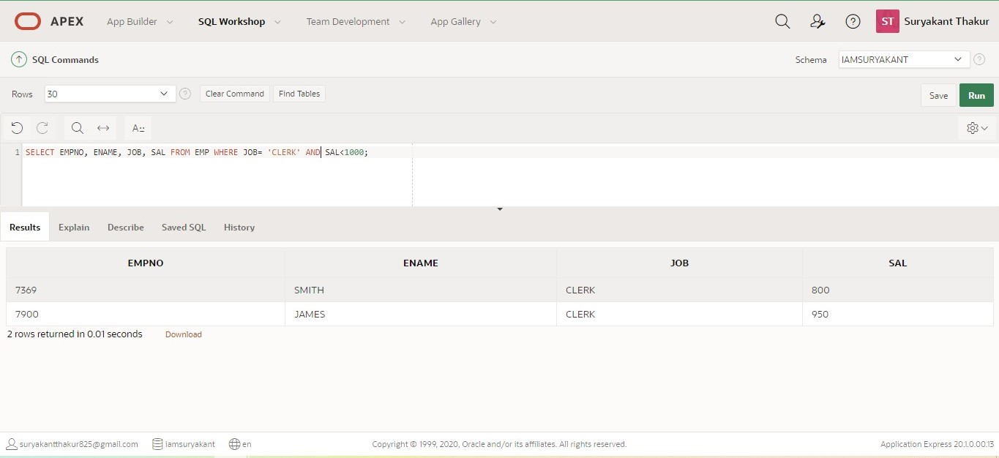 APEX App Builder SQL Workshop Team Development App Gallery ST Suryakant Thakur
SQL Commands Schema IAMSURYAKANT ?
Rows 30 ? Clear Command Find Tables Save Run
A::
1 SELECT EMPNO, ENAME, JOB, SAL FROM EMP WHERE JOB= 'CLERK' AND SAL<1000;
Results Explain Describe Saved SQL History
EMPNO ENAME JOB SAL
7369 SMITH CLERK 800
7900 JAMES CLERK 950
2 rows returned in 0.01 seconds Download
suryakantthakur825@gmail.com iamsuryakant en Copyright © 1999, 2020, Oracle and/or its affiliates. All rights reserved. Application Express 20.1.0.00.13